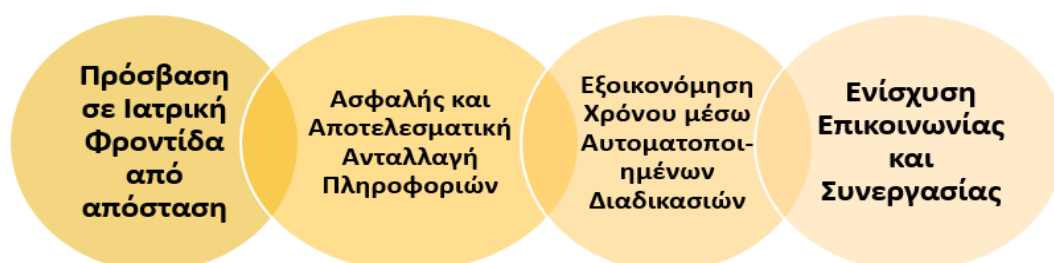 Πρόσβαση
σε Ιατρική
Φροντίδα
από
απόσταση
Ασφαλής και
Αποτελεσματική
Ανταλλαγή
Πληροφοριών
Εξοικονόμηση
Χρόνου μέσω
Αυτοματοποι-
ημένων
Διαδικασιών
Ενίσχυση
Επικοινωνίας
και
Συνεργασίας